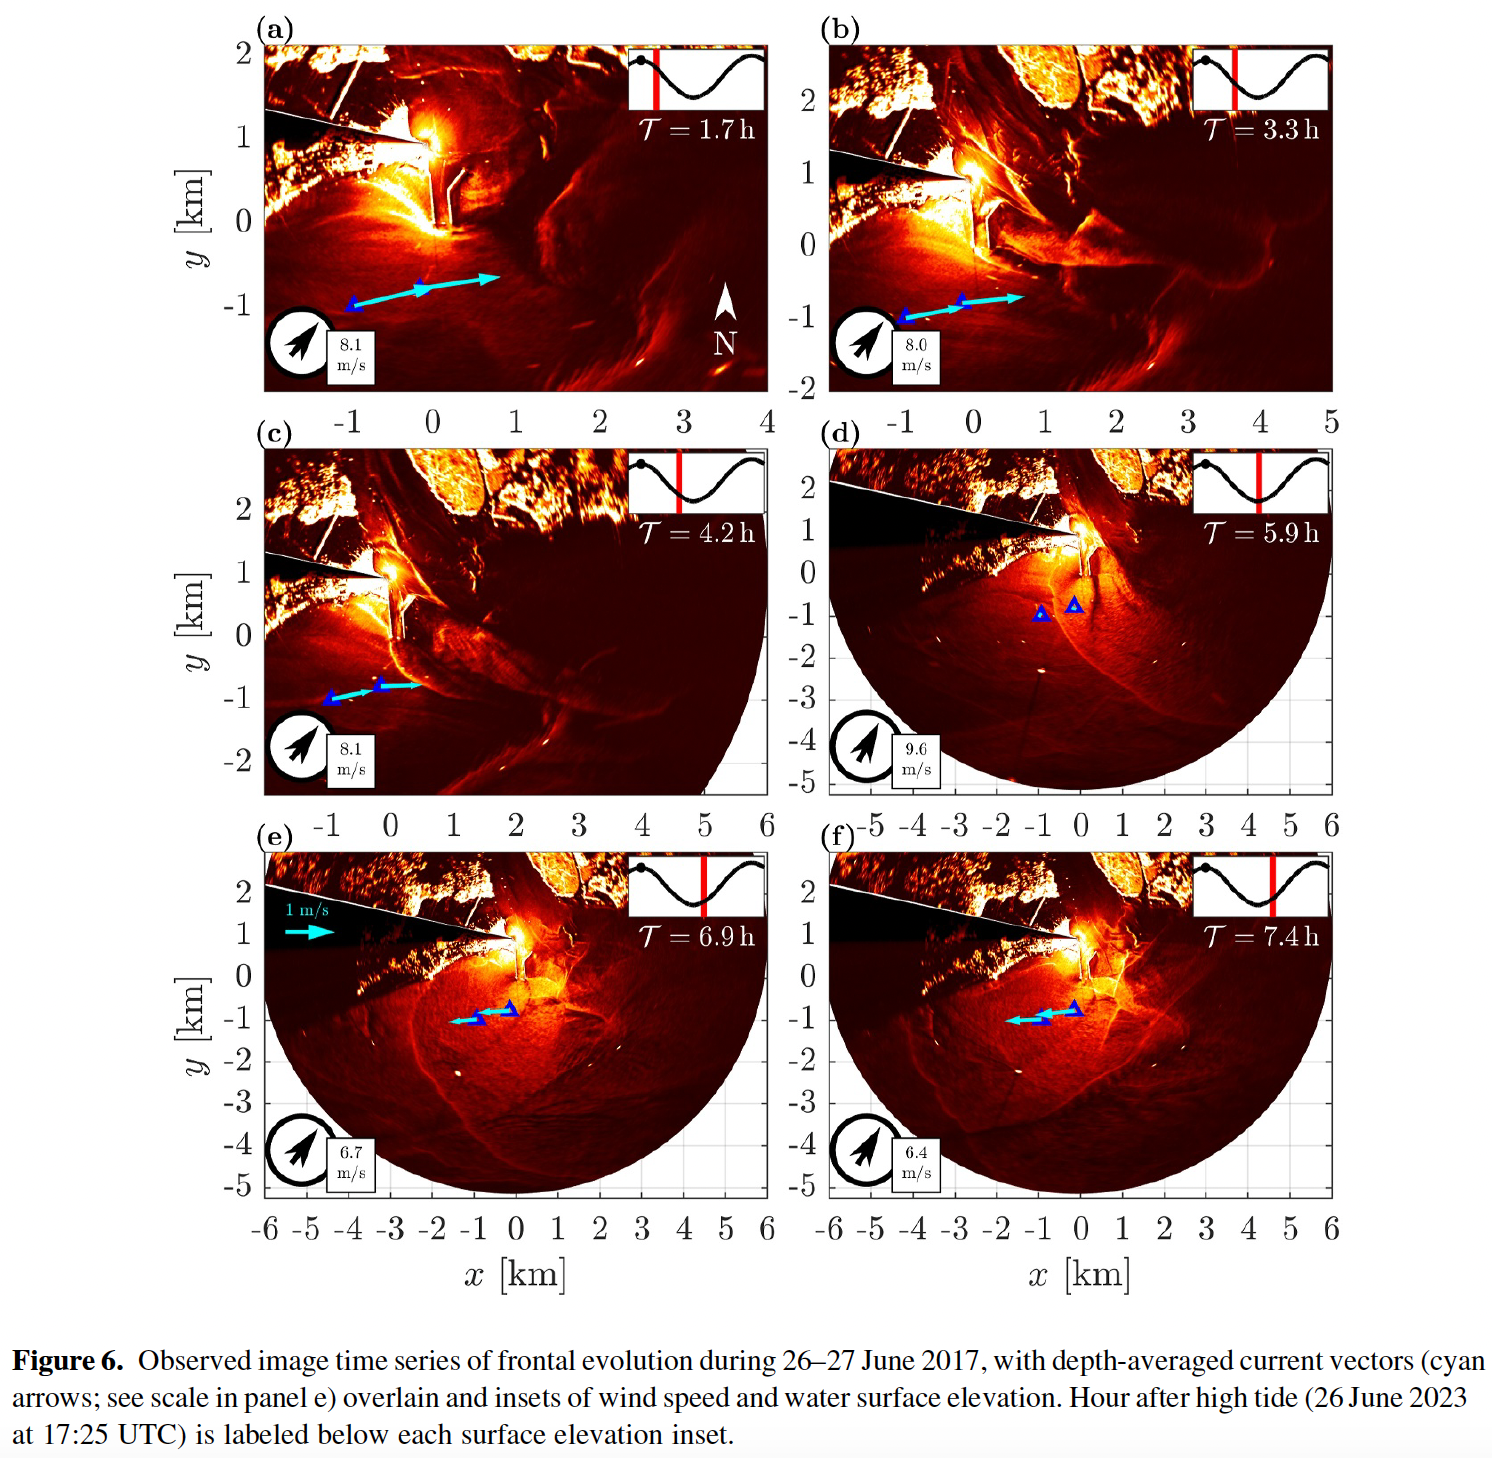 (a)
(b)
2
1
0
-1
y [km]
𝒯 = 1.7 h
8.1
m/s
N
-1 0 1 2 3 4
2
1
0
-1
-2
y [km]
𝒯 = 3.3 h
8.0
m/s
-1 0 1 2 3 4 5
(c)
(d)
2
1
0
-1
-2
y [km]
𝒯 = 4.2 h
8.1
m/s
-1 0 1 2 3 4 5 6
2
1
0
-1
-2
-3
-4
-5
𝒯 = 5.9 h
9.6
m/s
-5 -4 -3 -2 -1 0 1 2 3 4 5 6
(e)
(f)
2
1
0
-1
-2
-3
-4
-5
y [km]
1 m/s
𝒯 = 6.9 h
6.7
m/s
-6 -5 -4 -3 -2 -1 0 1 2 3 4 5 6
x [km]
2
1
0
-1
-2
-3
-4
-5
𝒯 = 7.4 h
6.4
m/s
-6 -5 -4 -3 -2 -1 0 1 2 3 4 5 6
x [km]
Figure 6. Observed image time series of frontal evolution during 26–27 June 2017, with depth-averaged current vectors (cyan
arrows; see scale in panel e) overlain and insets of wind speed and water surface elevation. Hour after high tide (26 June 2023
at 17:25 UTC) is labeled below each surface elevation inset.